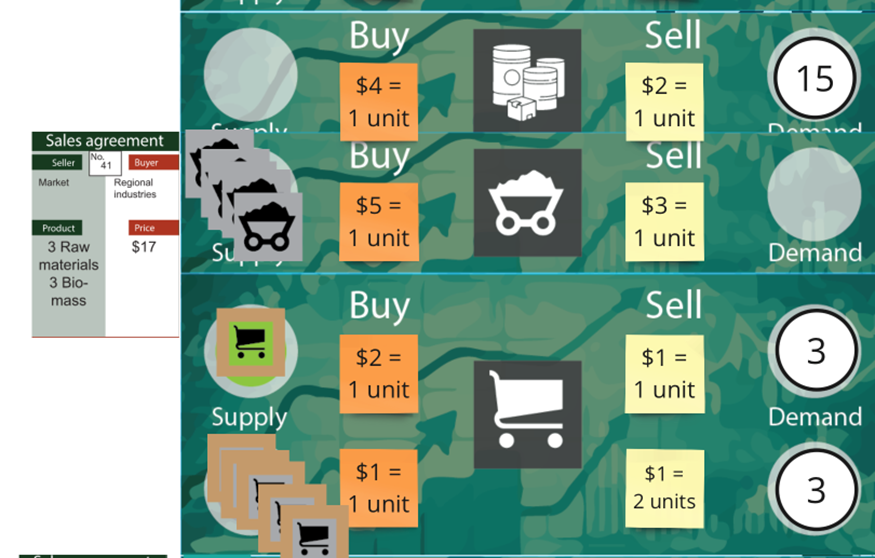 Buy
Sell
$4 =
1 unit
$2 =
1 unit
15
Supply
Demand
Sales agreement
Seller
No.
41
Buyer
Market
Regional
industries
Product
Price
3 Raw
materials
3 Bio-
mass
$17
Buy
Sell
$5 =
1 unit
$3 =
1 unit
Supply
Demand
Buy
Sell
$2 =
1 unit
$1 =
1 unit
3
Supply
Demand
$1 =
1 unit
$1 =
2 units
3